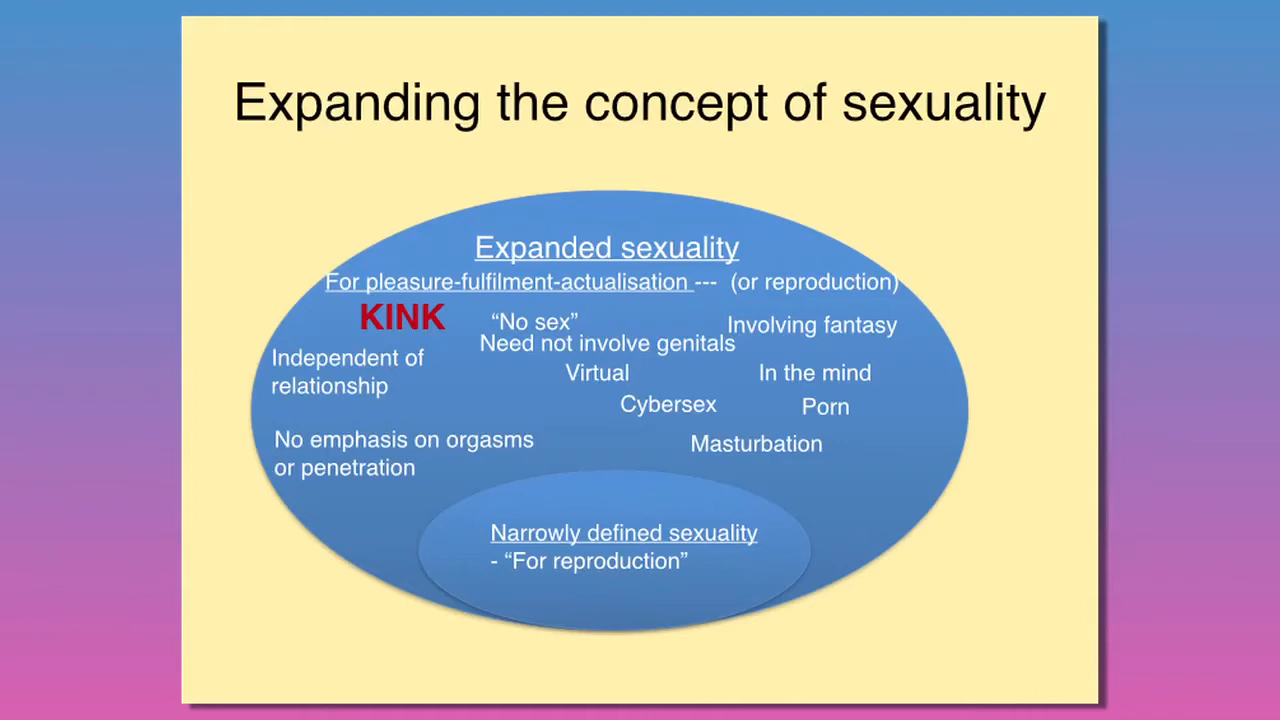 Expanding the concept of sexuality
Expanded sexuality
For pleasure-fulfilment-actualisation --- (or reproduction)
KINK
“No sex”
Involving fantasy
Need not involve genitals
Independent of
relationship
Virtual
In the mind
Cybersex
Porn
No emphasis on orgasms
or penetration
Masturbation
Narrowly defined sexuality
- “For reproduction”